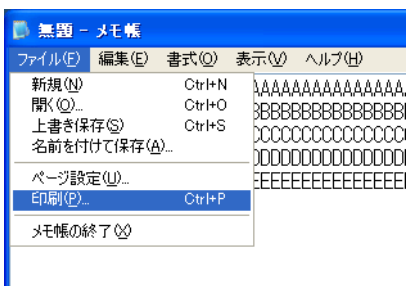 無題 - メモ帳
ファイル(F) 編集(E) 書式(O) 表示(V) ヘルプ(H)
新規(N) Ctrl+N
開く(O)... Ctrl+O
上書き保存(S) Ctrl+S
名前を付けて保存(A)...
ページ設定(U)...
印刷(P)... Ctrl+P
メモ帳の終了(X)
AAAAAAAAAAAAAAA
BBBBBBBBBBBBBBB
CCCCCCCCCCCCCCC
DDDDDDDDDDDDDD
EEEEEEEEEEEEEEEE